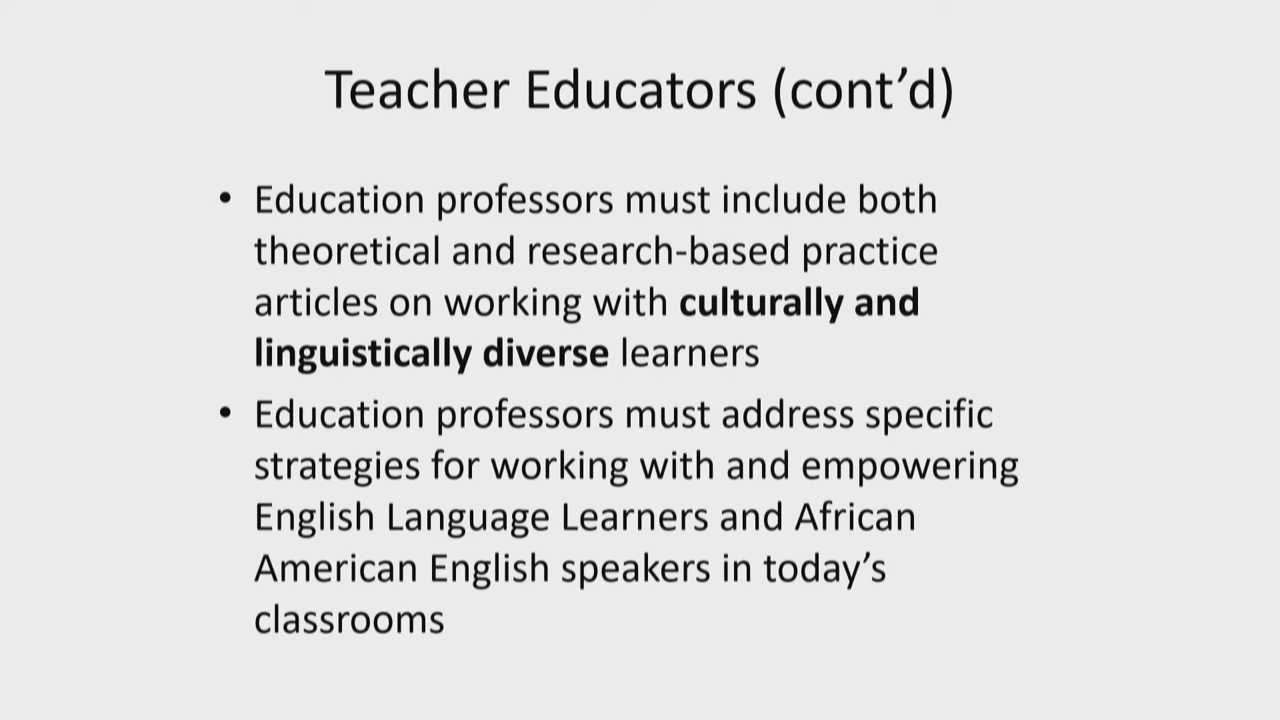 Teacher Educators (cont’d)
• Education professors must include both
theoretical and research-based practice
articles on working with culturally and
linguistically diverse learners
• Education professors must address specific
strategies for working with and empowering
English Language Learners and African
American English speakers in today’s
classrooms